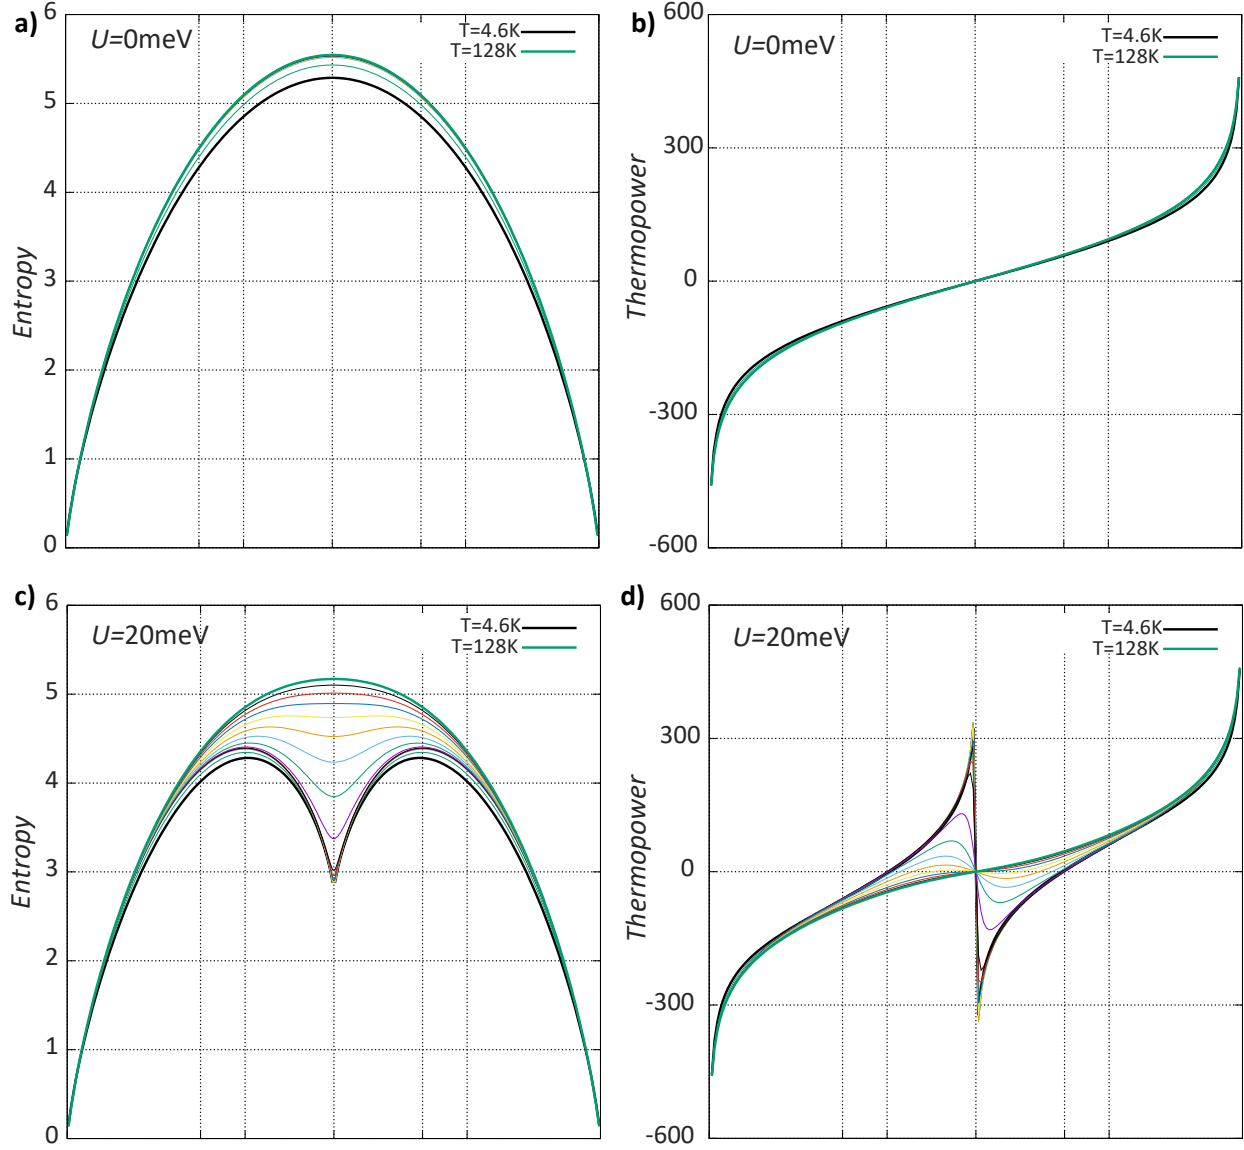 a)
U=0meV
T=4.6K
T=128K
6
5
4
3
2
1
0
Entropy
b)
U=0meV
T=4.6K
T=128K
600
300
0
-300
-600
Thermopower
c)
U=20meV
T=4.6K
T=128K
6
5
4
3
2
1
0
Entropy
d)
U=20meV
T=4.6K
T=128K
600
300
0
-300
-600
Thermopower